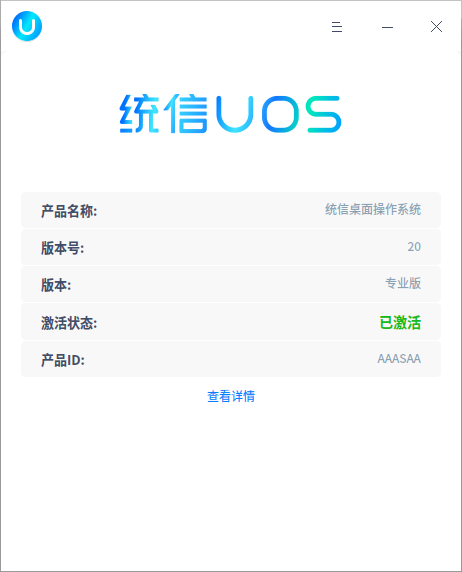 统信UOS
产品名称: 统信桌面操作系统
版本号: 20
版本: 专业版
激活状态: 已激活
产品ID: AAASAA
查看详情